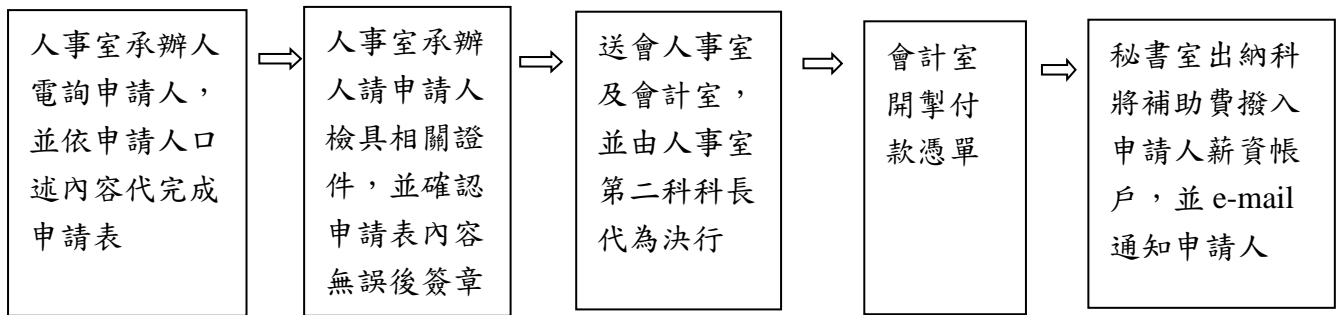 人事室承辦人
電詢申請人，
並依申請人口
述內容代完成
申請表
人事室承辦
人請申請人
檢具相關證
件，並確認
申請表內容
無誤後簽章
送會人事室
及會計室，
並由人事室
第二科科長
代為決行
會計室
開掣付
款憑單
秘書室出納科
將補助費撥入
申請人薪資帳
戶，並 e-mail
通知申請人